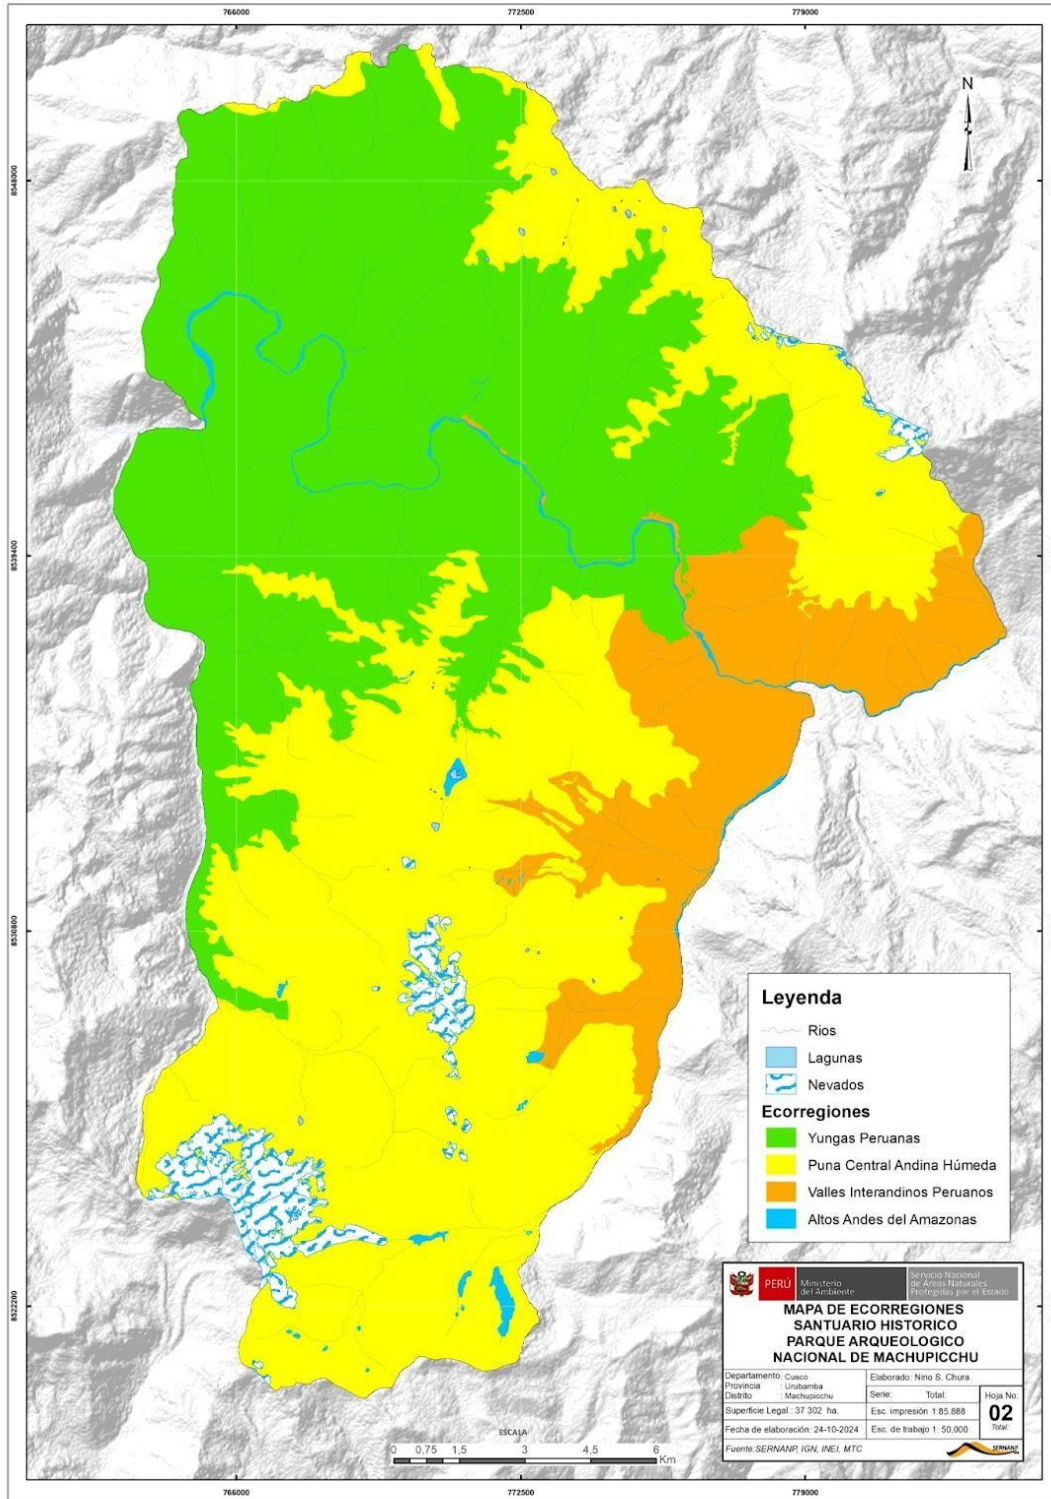 766000
772500
779000
N
8548000
8539400
8530800
8522200
Leyenda
Rios
Lagunas
Nevados
Ecorregiones
Yungas Peruanas
Puna Central Andina Húmeda
Valles Interandinos Peruanos
Altos Andes del Amazonas
PERÚ
Ministerio
del Ambiente
Servicio Nacional
de Áreas Naturales
Protegidas por el Estado
MAPA DE ECORREGIONES
SANTUARIO HISTORICO
PARQUE ARQUEOLOGICO
NACIONAL DE MACHUPICCHU
Departamento : Cusco
Provincia : Urubamba
Distrito : Machupicchu
Elaborado: Nino S. Chura
Serie: Total:
Hoja No:
02
Total:
Superficie Legal : 37 302 ha.
Esc. impresión 1:85.888
Fecha de elaboración: 24-10-2024
Esc. de trabajo 1: 50,000
Fuente:SERNANP, IGN, INEI, MTC
SERNANP
ESCALA
0 0,75 1,5 3 4,5 6
Km
766000
772500
779000